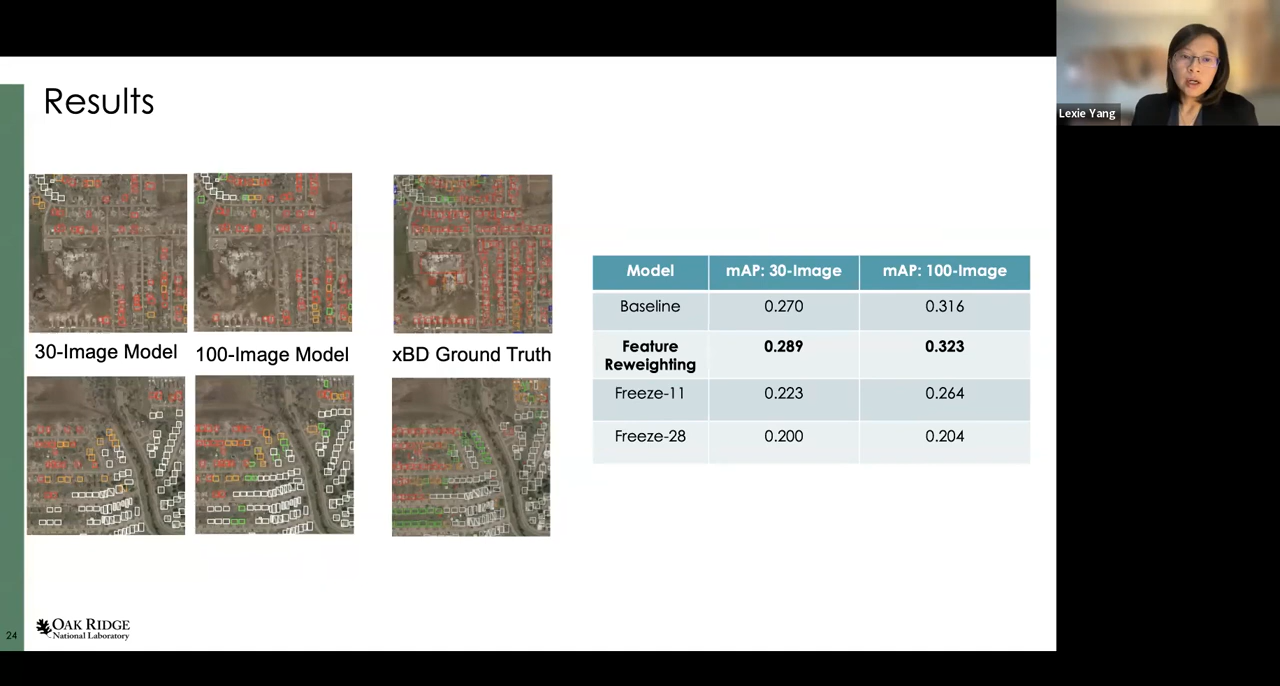 Results
30-Image Model
100-Image Model
xBD Ground Truth
Model mAP: 30-Image mAP: 100-Image
Baseline 0.270 0.316
Feature
Reweighting 0.289 0.323
Freeze-11 0.223 0.264
Freeze-28 0.200 0.204
24
OAK RIDGE
National Laboratory
Lexie Yang